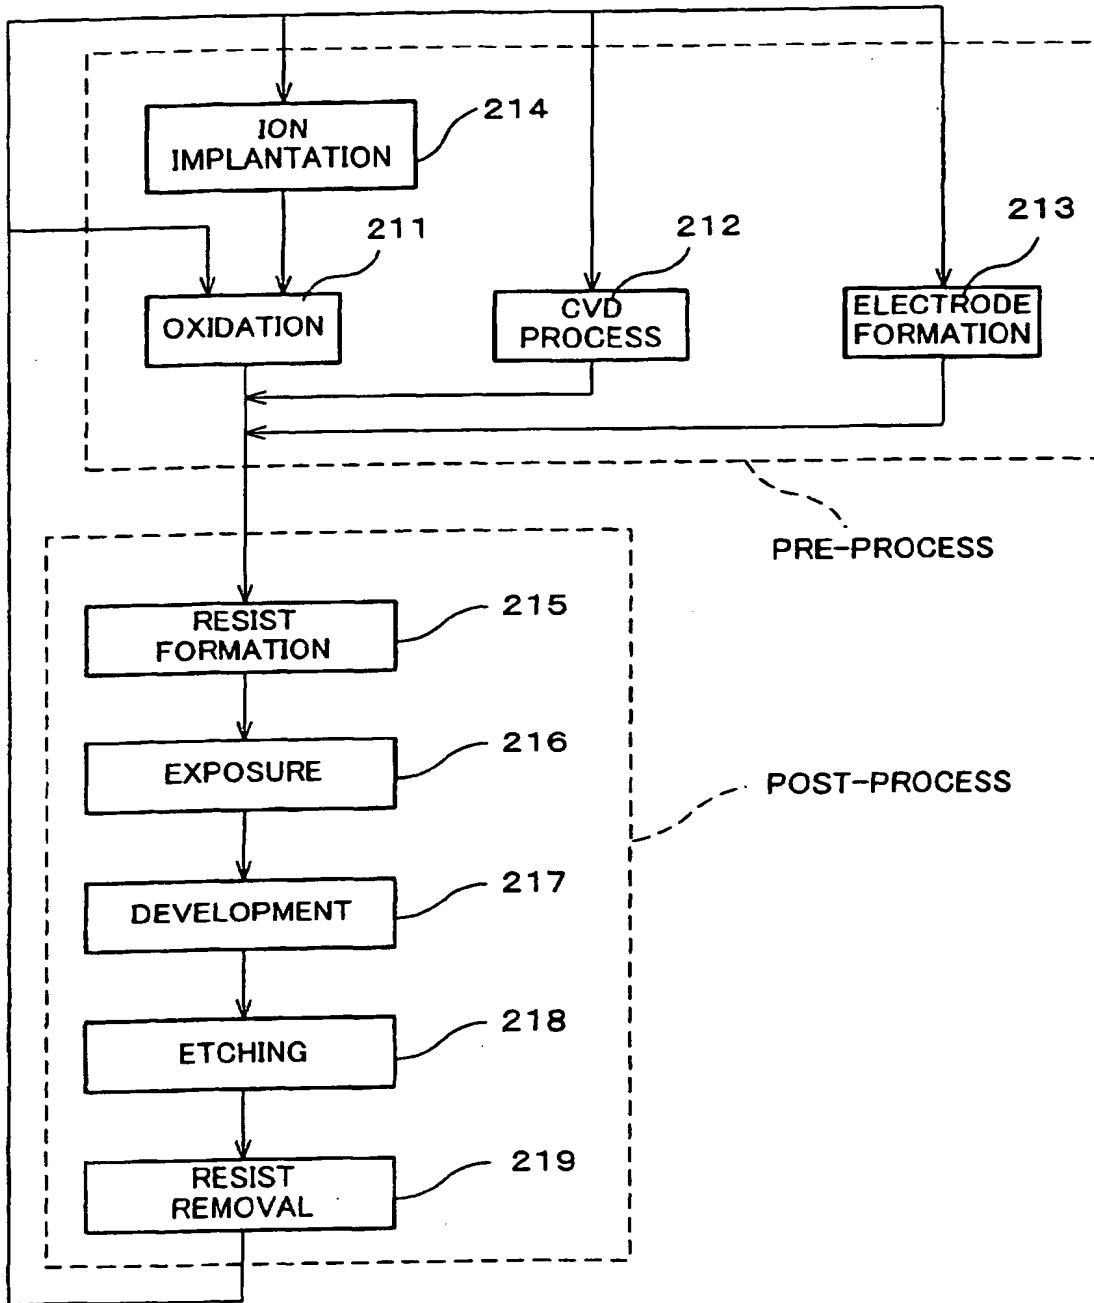 ION
IMPLANTATION
214
211
212
213
OXIDATION
CVD
PROCESS
ELECTRODE
FORMATION
PRE-PROCESS
RESIST
FORMATION
215
EXPOSURE
216
POST-PROCESS
DEVELOPMENT
217
ETCHING
218
RESIST
REMOVAL
219